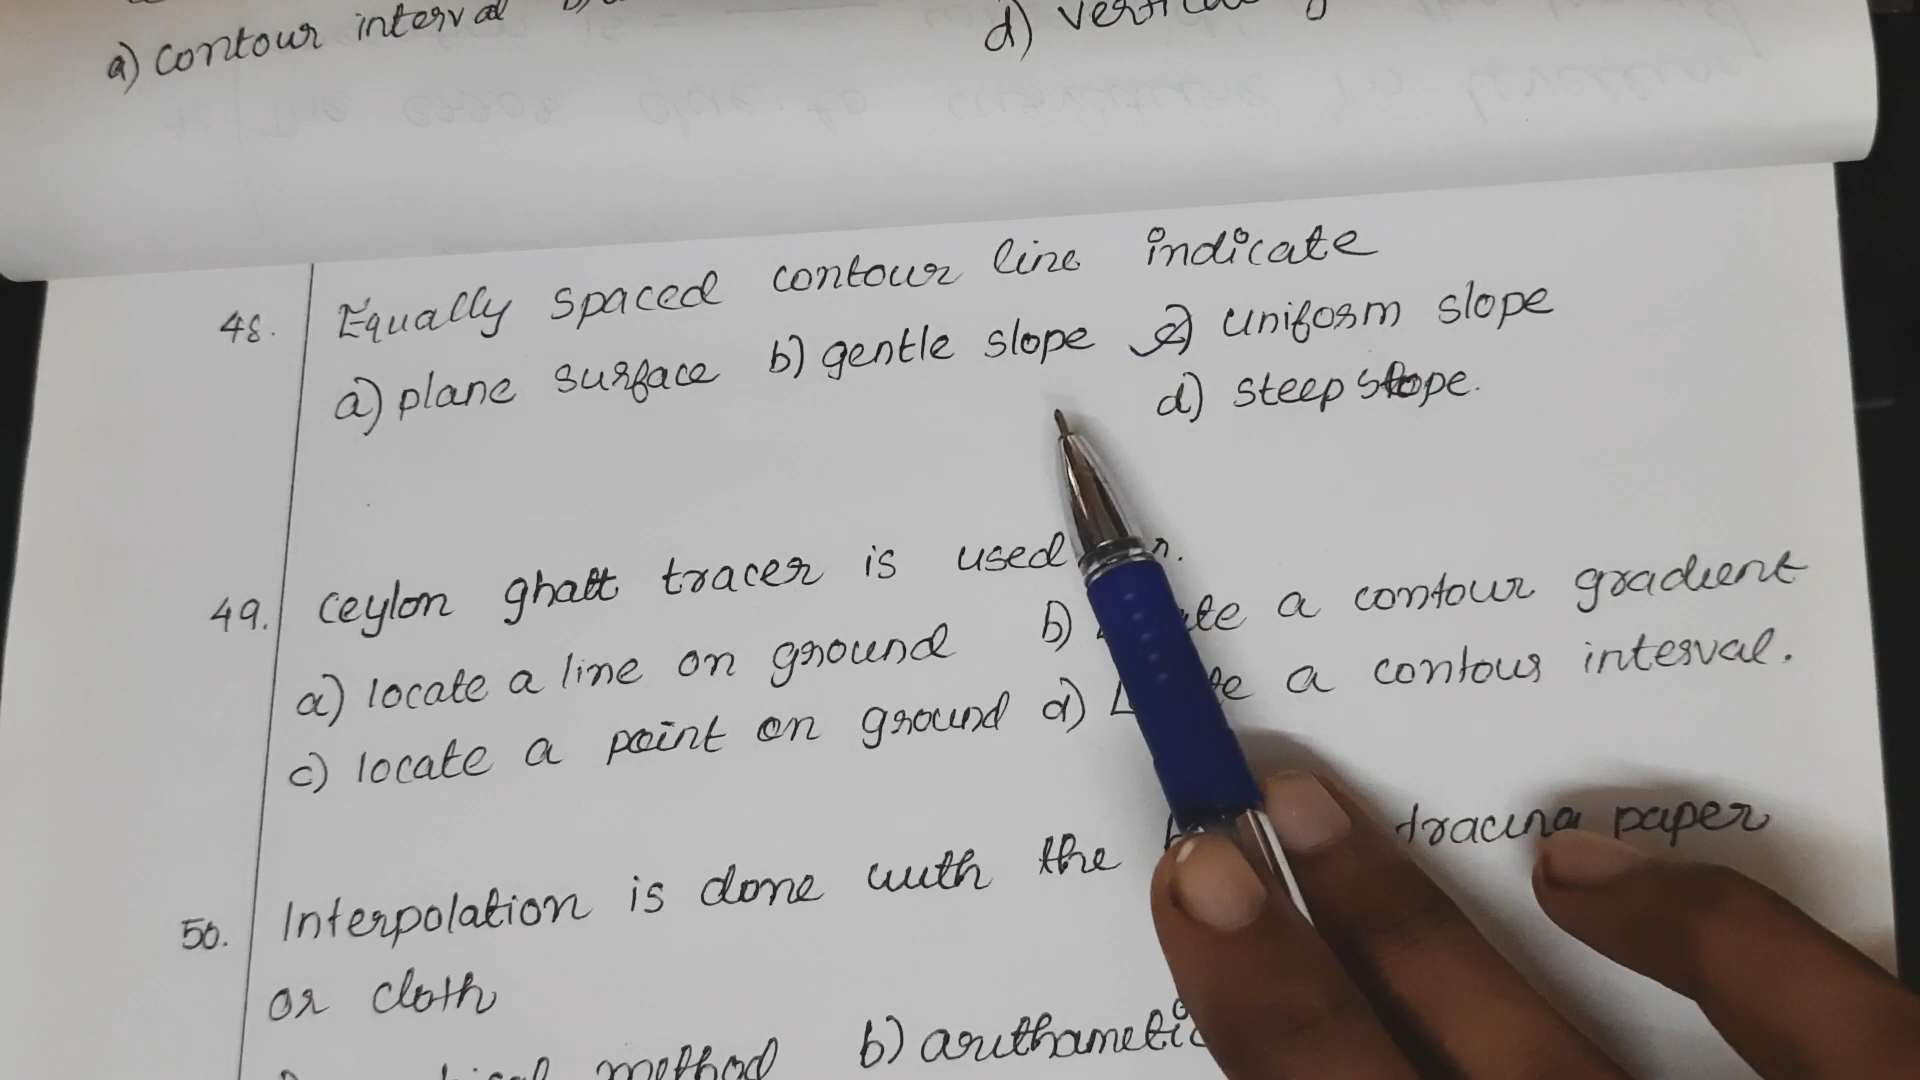 a) contour interval
d)
48. Equally spaced contour line indicate
a) plane surface b) gentle slope c) uniform slope
d) steep slope.
49. ceylon ghatt tracer is used
a) locate a line on ground b) a contour gradient
c) locate a point on ground d) a contour interval.
50. Interpolation is done with the tracing paper
or cloth
method b) arithametic